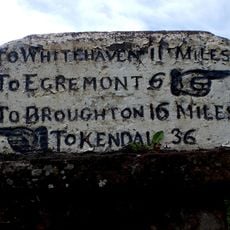 TO WHITEHAVEN 11 MILES
TO EGREMONT 6
TO BROUGHTON 16 MILES
TO KENDAL 36